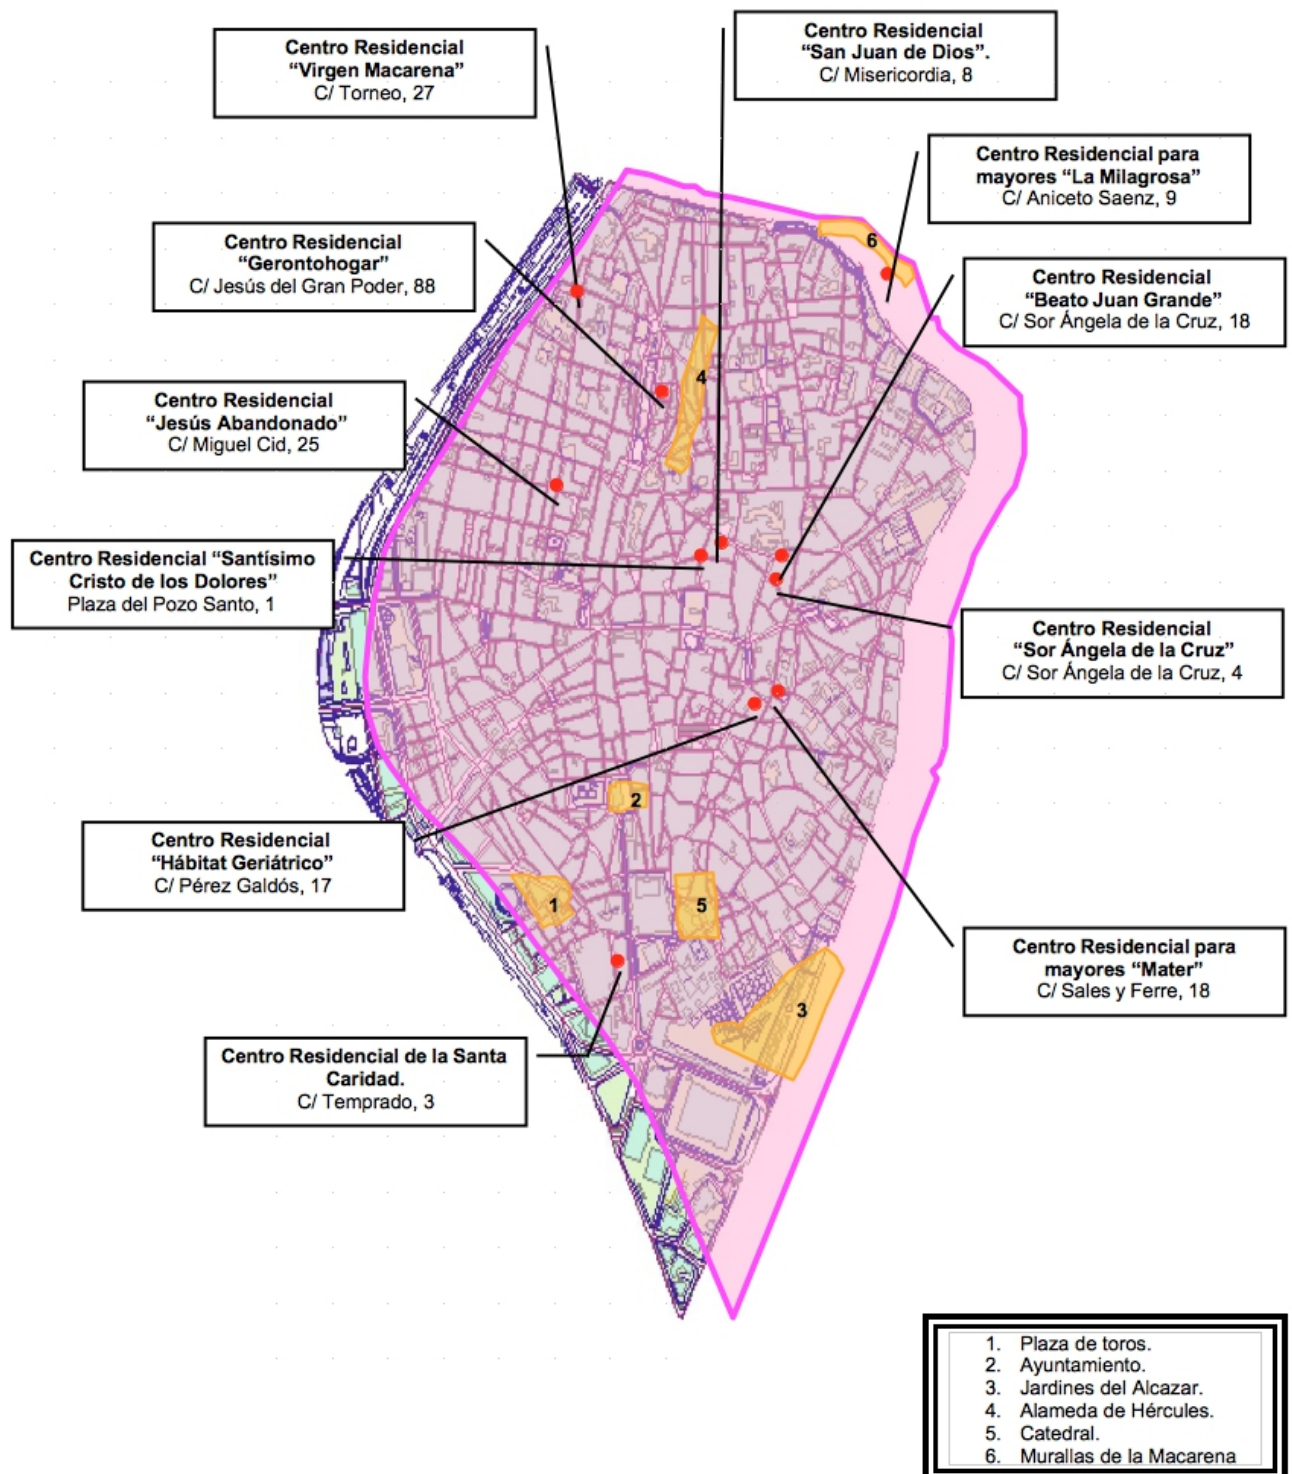 Centro Residencial
“Virgen Macarena”
C/ Torneo, 27
Centro Residencial
“San Juan de Dios”.
C/ Misericordia, 8
Centro Residencial para
mayores “La Milagrosa”
C/ Aniceto Saenz, 9
Centro Residencial
“Gerontohogar”
C/ Jesús del Gran Poder, 88
Centro Residencial
“Beato Juan Grande”
C/ Sor Ángela de la Cruz, 18
Centro Residencial
“Jesús Abandonado”
C/ Miguel Cid, 25
Centro Residencial “Santísimo
Cristo de los Dolores”
Plaza del Pozo Santo, 1
Centro Residencial
“Sor Ángela de la Cruz”
C/ Sor Ángela de la Cruz, 4
Centro Residencial
“Hábitat Geriátrico”
C/ Pérez Galdós, 17
Centro Residencial para
mayores “Mater”
C/ Sales y Ferre, 18
Centro Residencial de la Santa
Caridad.
C/ Temprado, 3
6
4
2
1
5
3
1. Plaza de toros.
2. Ayuntamiento.
3. Jardines del Alcazar.
4. Alameda de Hércules.
5. Catedral.
6. Murallas de la Macarena